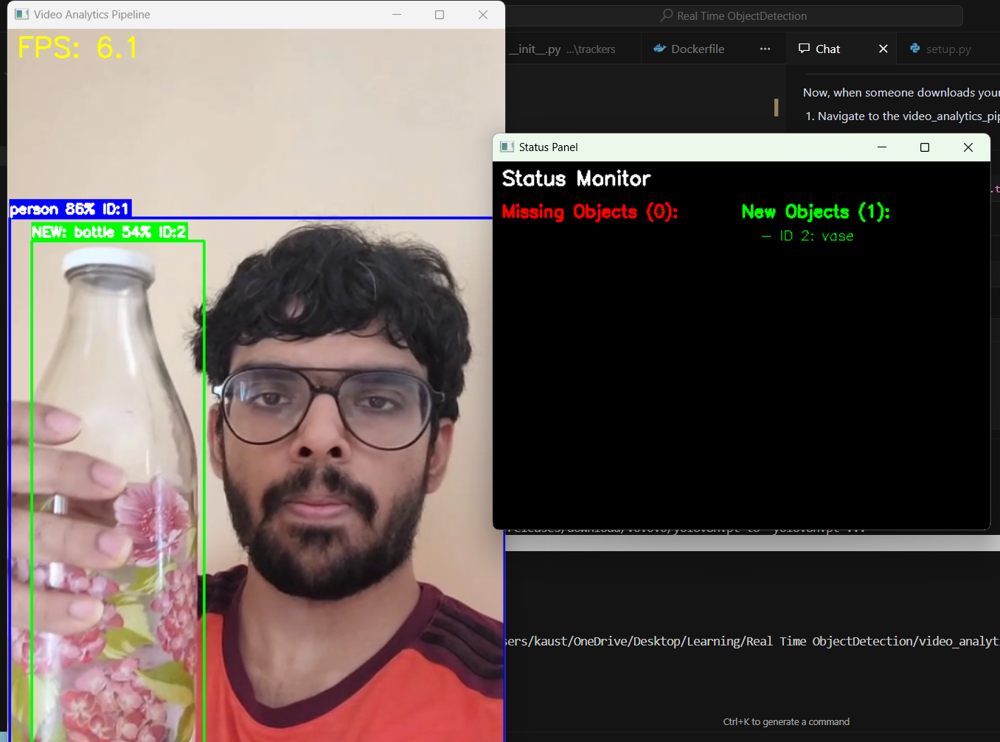 Video Analytics Pipeline
FPS: 6.1
person 86% ID:1
NEW: bottle 54% ID:2
Real Time ObjectDetection
__init__.py ...\trackers
Dockerfile
Chat
setup.py
Now, when someone downloads your
1. Navigate to the video_analytics_pip
Status Panel
Status Monitor
Missing Objects (0):
New Objects (1):
- ID 2: vase
.t
sers/kaust/OneDrive/Desktop/Learning/Real Time ObjectDetection/video_analyt
Ctrl+K to generate a command